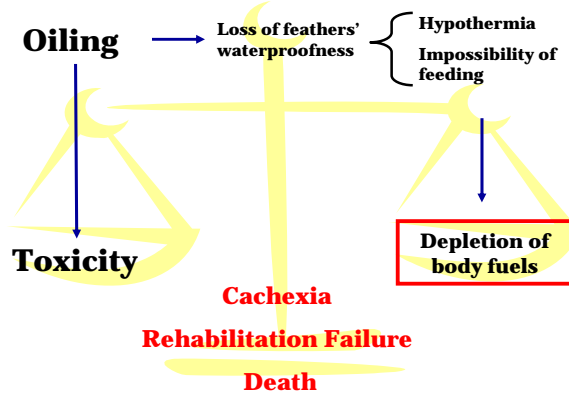 Oiling
Loss of feathers'
waterproofness
Hypothermia
Impossibility of
feeding
Toxicity
Depletion of
body fuels
Cachexia
Rehabilitation Failure
Death